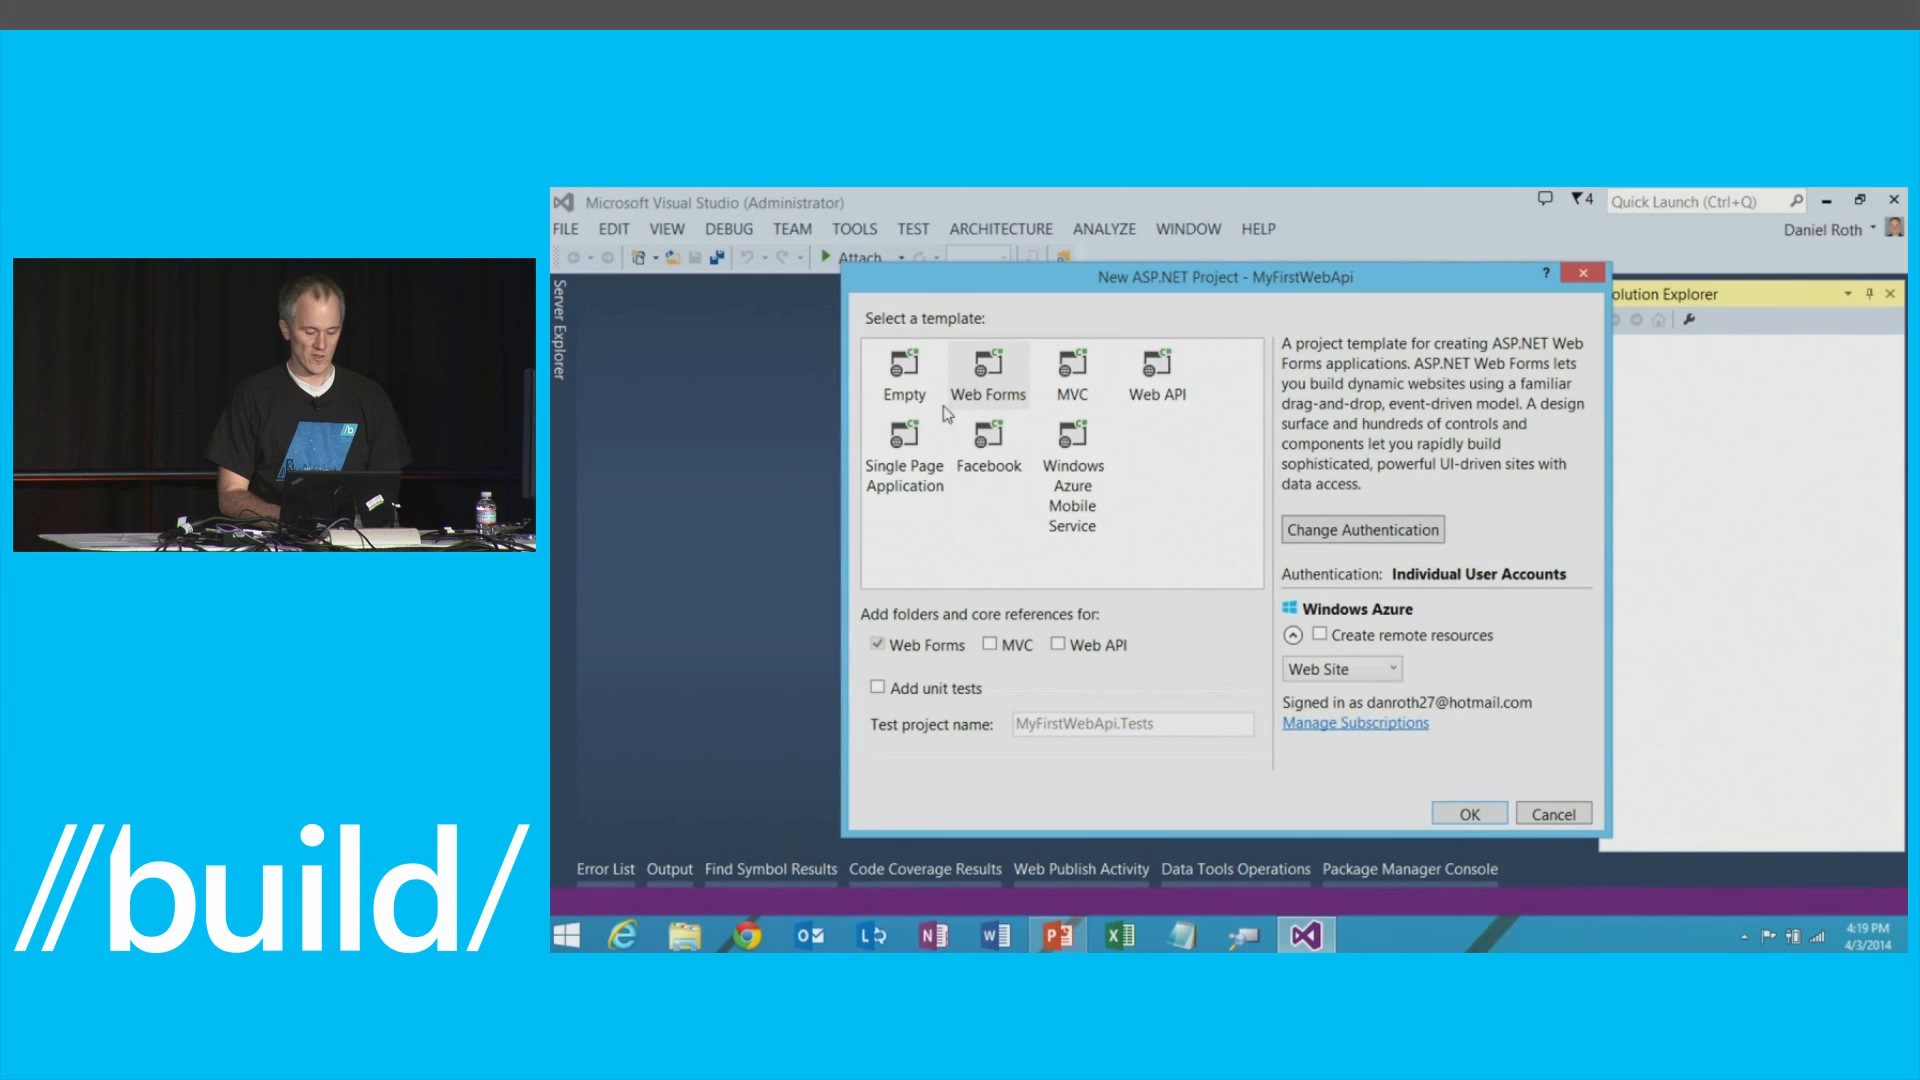 Microsoft Visual Studio (Administrator)
4
Quick Launch (Ctrl+Q)
FILE EDIT VIEW DEBUG TEAM TOOLS TEST ARCHITECTURE ANALYZE WINDOW HELP
Daniel Roth
Attach
New ASP.NET Project - MyFirstWebApi
?
Server Explorer
olution Explorer
Select a template:
Empty
Web Forms
MVC
Web API
Single Page
Application
Facebook
Windows
Azure
Mobile
Service
A project template for creating ASP.NET Web
Forms applications. ASP.NET Web Forms lets
you build dynamic websites using a familiar
drag-and-drop, event-driven model. A design
surface and hundreds of controls and
components let you rapidly build
sophisticated, powerful UI-driven sites with
data access.
Change Authentication
Authentication: Individual User Accounts
Windows Azure
Create remote resources
Web Site
Signed in as danroth27@hotmail.com
Manage Subscriptions
Add folders and core references for:
Web Forms MVC Web API
Add unit tests
Test project name: MyFirstWebApi.Tests
OK Cancel
Error List Output Find Symbol Results Code Coverage Results Web Publish Activity Data Tools Operations Package Manager Console
4:19 PM
4/3/2014
//build/